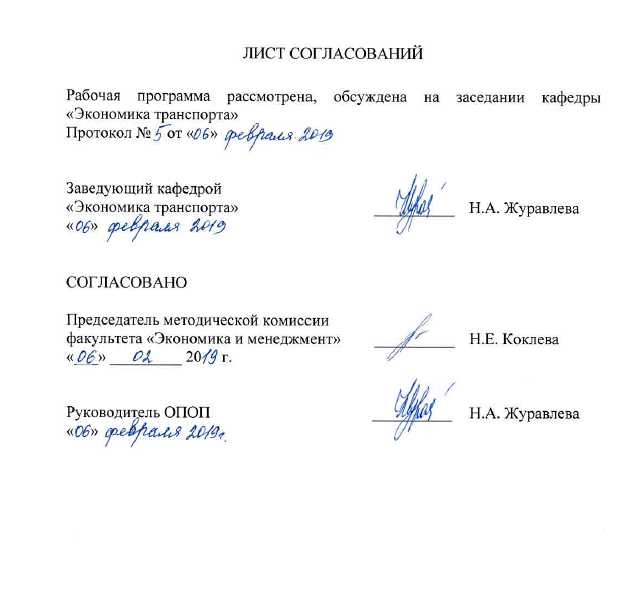 ЛИСТ СОГЛАСОВАНИЙ
Рабочая программа рассмотрена, обсуждена на заседании кафедры
«Экономика транспорта»
Протокол № 5 от «06» февраля 2019
Заведующий кафедрой
«Экономика транспорта» Н.А. Журавлева
«06» февраля 2019
СОГЛАСОВАНО
Председатель методической комиссии
факультета «Экономика и менеджмент» Н.Е. Коклева
«06» 02 2019 г.
Руководитель ОПОП Н.А. Журавлева
«06» февраля 2019г.